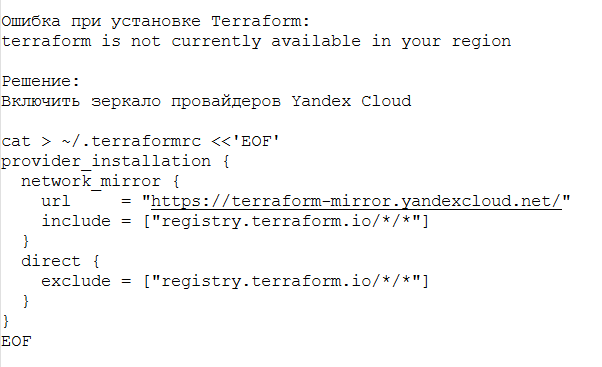 Ошибка при установке Terraform:
terraform is not currently available in your region
Решение:
Включить зеркало провайдеров Yandex Cloud
cat > ~/.terraformrc <<'EOF'
provider_installation {
  network_mirror {
    url     = "https://terraform-mirror.yandexcloud.net/"
    include = ["registry.terraform.io/*/*"]
  }
  direct {
    exclude = ["registry.terraform.io/*/*"]
  }
}
EOF